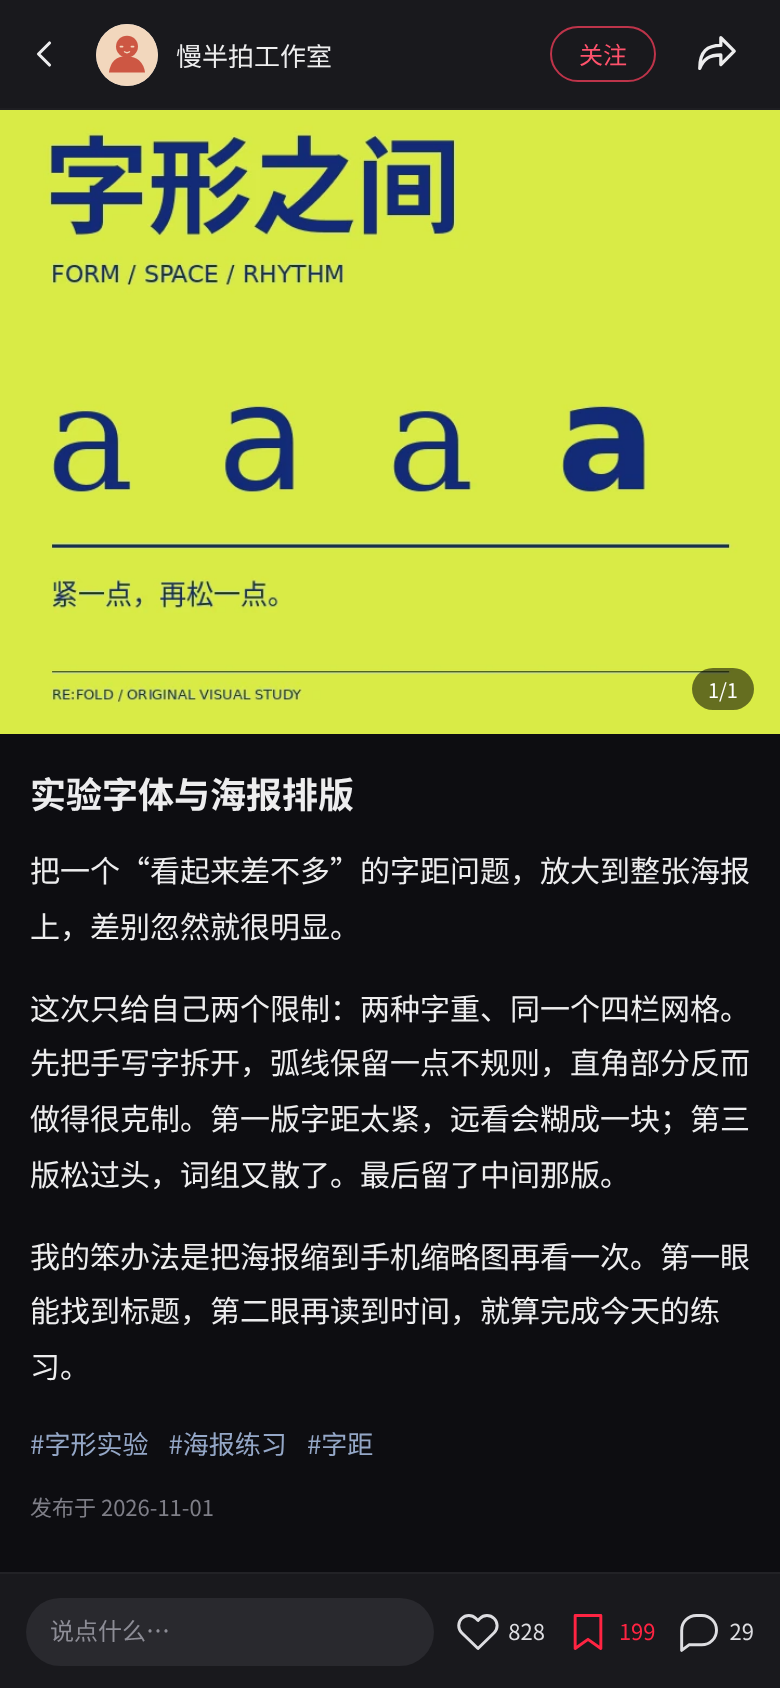 慢半拍工作室
关注
字形之间
FORM / SPACE / RHYTHM
a a a a
紧一点，再松一点。
RE:FOLD / ORIGINAL VISUAL STUDY
1/1
实验字体与海报排版
把一个“看起来差不多”的字距问题，放大到整张海报
上，差别忽然就很明显。
这次只给自己两个限制：两种字重、同一个四栏网格。
先把手写字拆开，弧线保留一点不规则，直角部分反而
做得很克制。第一版字距太紧，远看会糊成一块；第三
版松过头，词组又散了。最后留了中间那版。
我的笨办法是把海报缩到手机缩略图再看一次。第一眼
能找到标题，第二眼再读到时间，就算完成今天的练
习。
#字形实验 #海报练习 #字距
发布于 2026-11-01
说点什么…
828
199
29